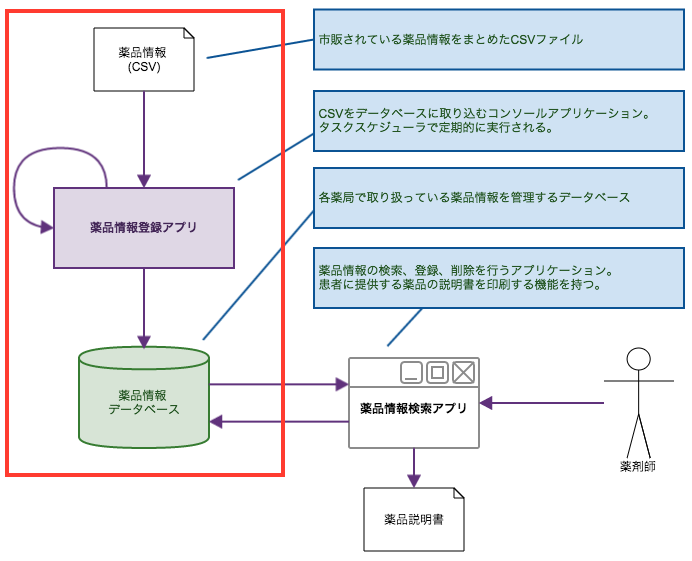 薬品情報
(CSV)
市販されている薬品情報をまとめたCSVファイル
CSVをデータベースに取り込むコンソールアプリケーション。
タスクスケジューラで定期的に実行される。
薬品情報登録アプリ
各薬局で取り扱っている薬品情報を管理するデータベース
薬品情報の検索、登録、削除を行うアプリケーション。
患者に提供する薬品の説明書を印刷する機能を持つ。
薬品情報
データベース
薬品情報検索アプリ
薬剤師
薬品説明書